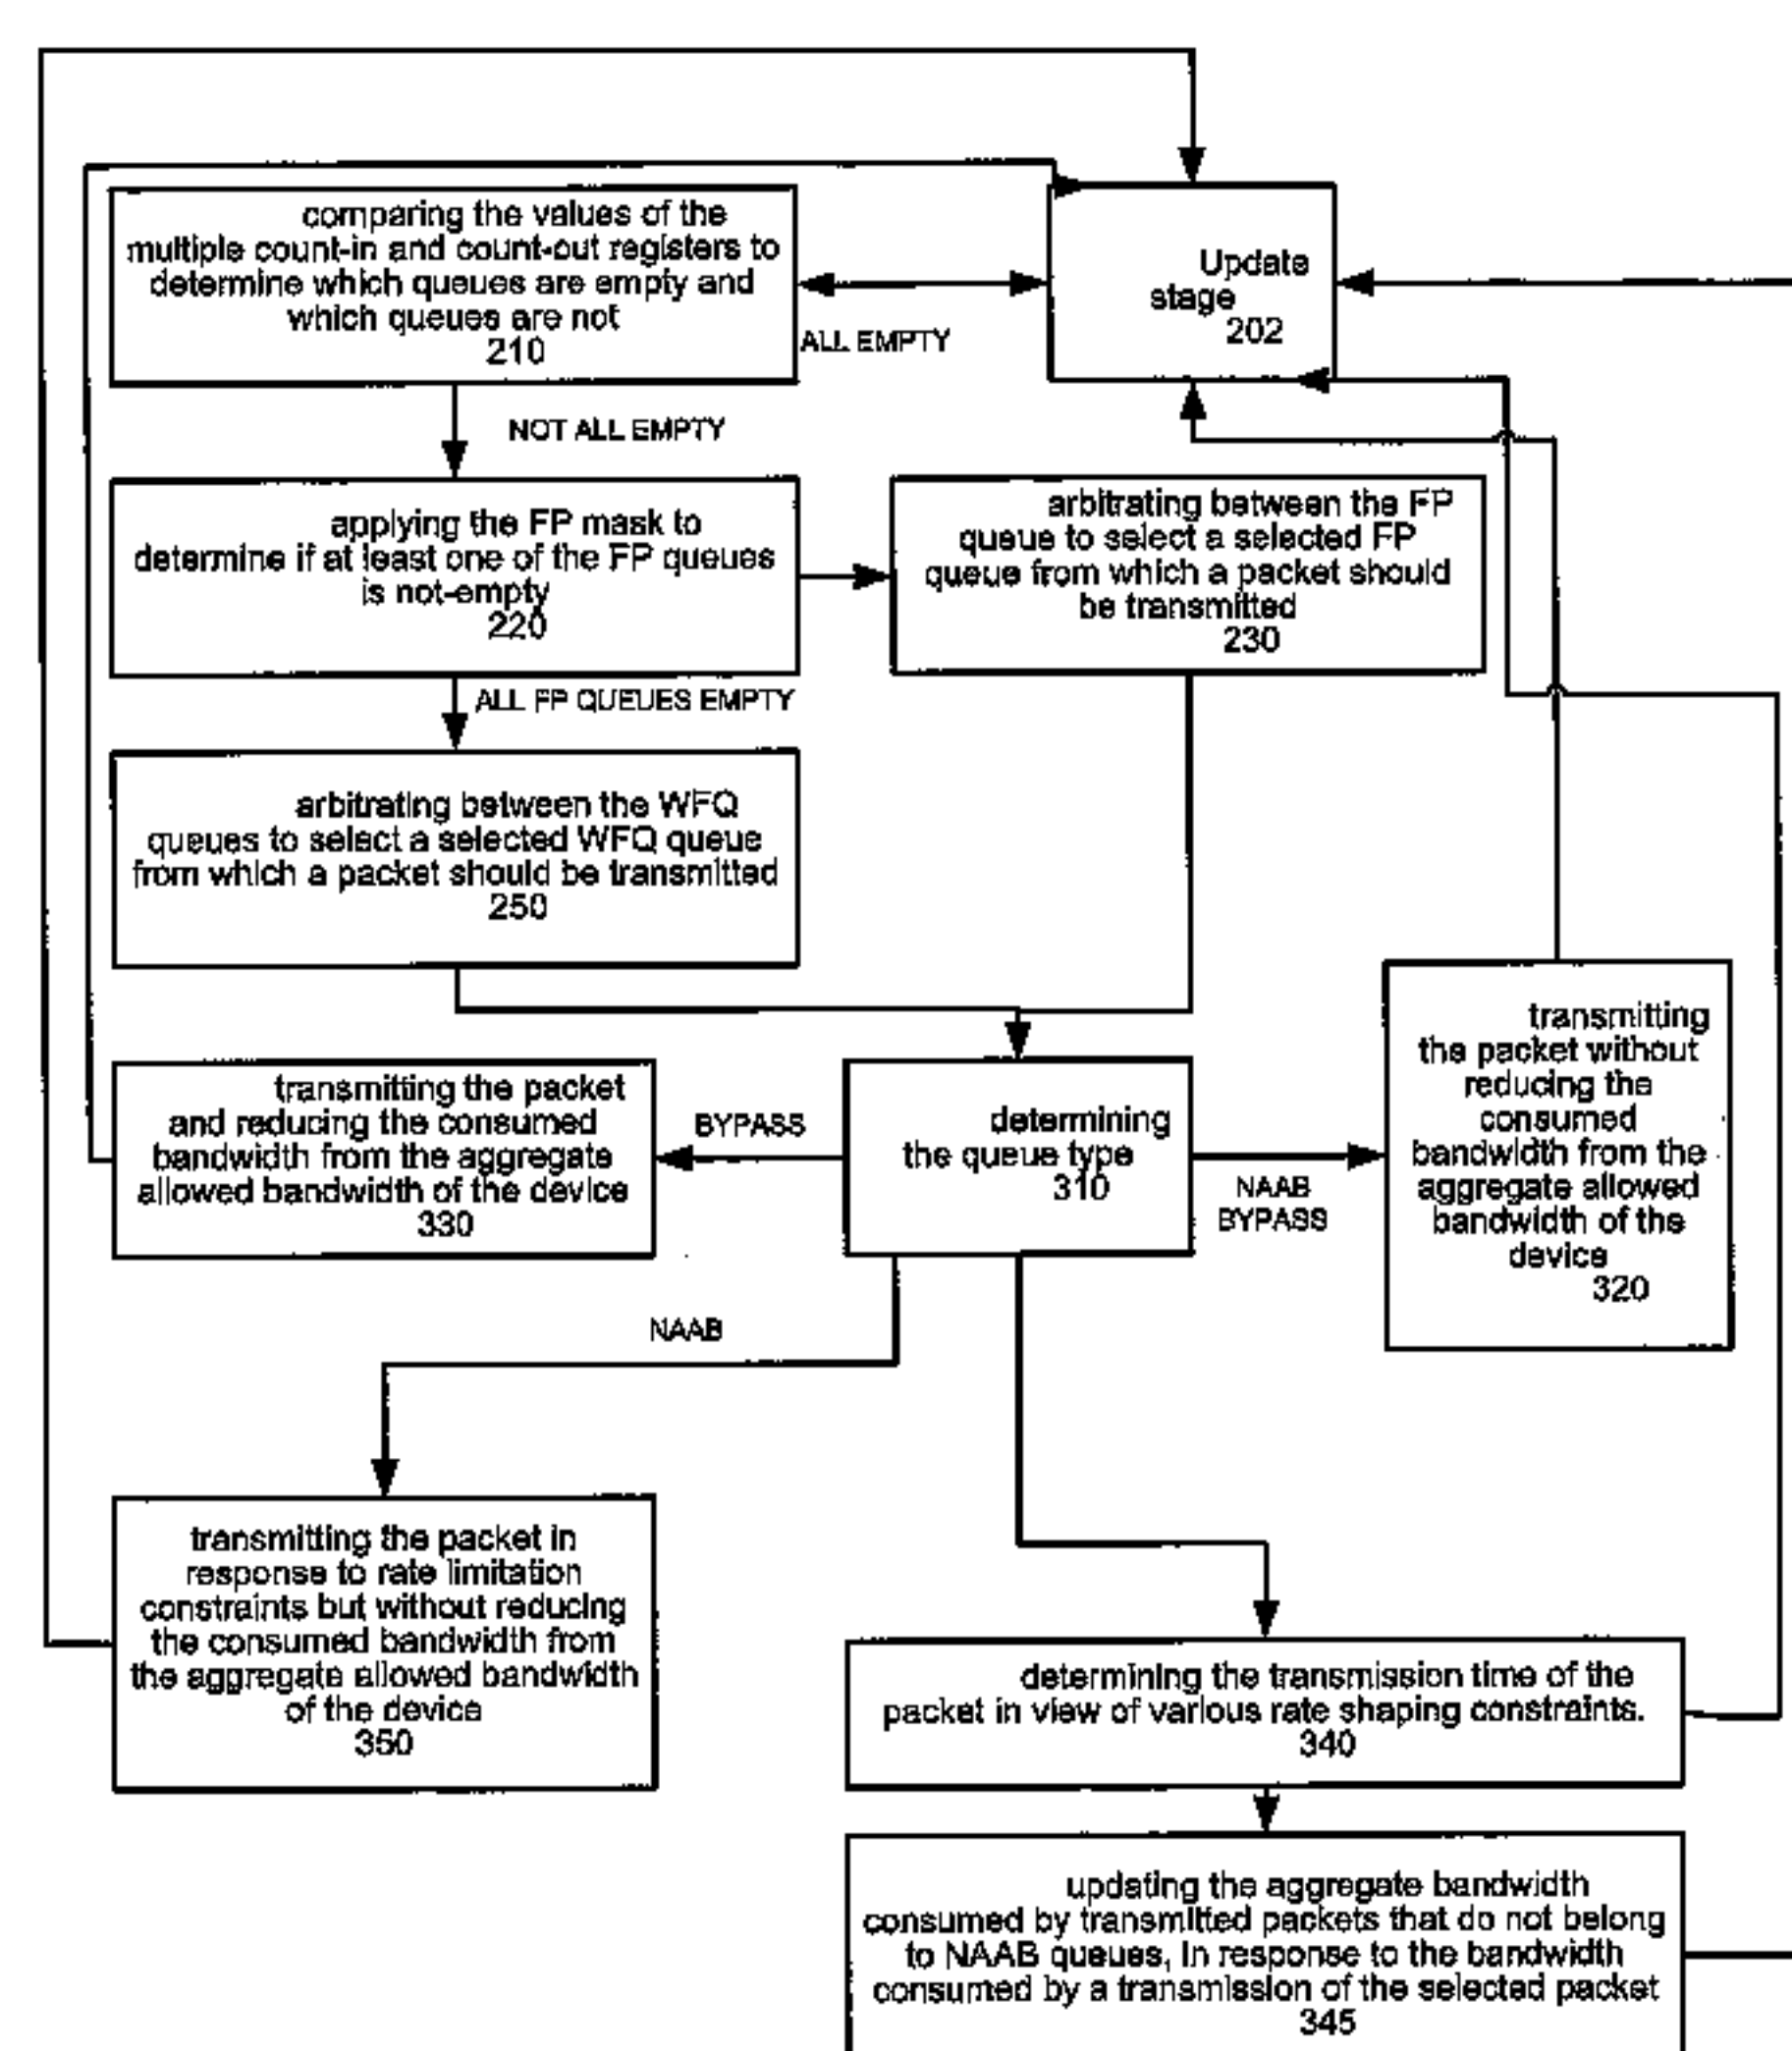 comparing the values of the
multiple count-in and count-out registers to
determine which queues are empty and
which queues are not
210
ALL EMPTY
Update
stage
202
NOT ALL EMPTY
applying the FP mask to
determine if at least one of the FP queues
is not-empty
220
arbitrating between the FP
queue to select a selected FP
queue from which a packet should
be transmitted
230
ALL FP QUEUES EMPTY
arbitrating between the WFQ
queues to select a selected WFQ queue
from which a packet should be transmitted
250
transmitting the packet
and reducing the consumed
bandwidth from the aggregate
allowed bandwidth of the device
330
BYPASS
determining
the queue type
310
NAAB
BYPASS
transmitting
the packet without
reducing the
consumed
bandwidth from the
aggregate allowed
bandwidth of the
device
320
NAAB
transmitting the packet in
response to rate limitation
constraints but without reducing
the consumed bandwidth from
the aggregate allowed bandwidth
of the device
350
determining the transmission time of the
packet in view of various rate shaping constraints.
340
updating the aggregate bandwidth
consumed by transmitted packets that do not belong
to NAAB queues, in response to the bandwidth
consumed by a transmission of the selected packet
345